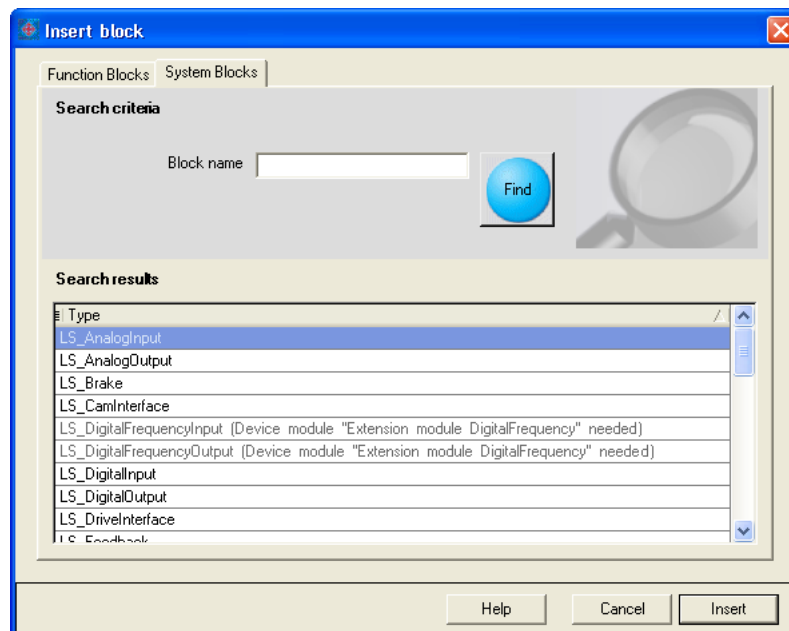 Insert block
Function Blocks
System Blocks
Search criteria
Block name
Find
Search results
Type
LS_AnalogInput
LS_AnalogOutput
LS_Brake
LS_CamInterface
LS_DigitalFrequencyInput (Device module "Extension module DigitalFrequency" needed)
LS_DigitalFrequencyOutput (Device module "Extension module DigitalFrequency" needed)
LS_DigitalInput
LS_DigitalOutput
LS_DriveInterface
LS_Feedback
Help
Cancel
Insert